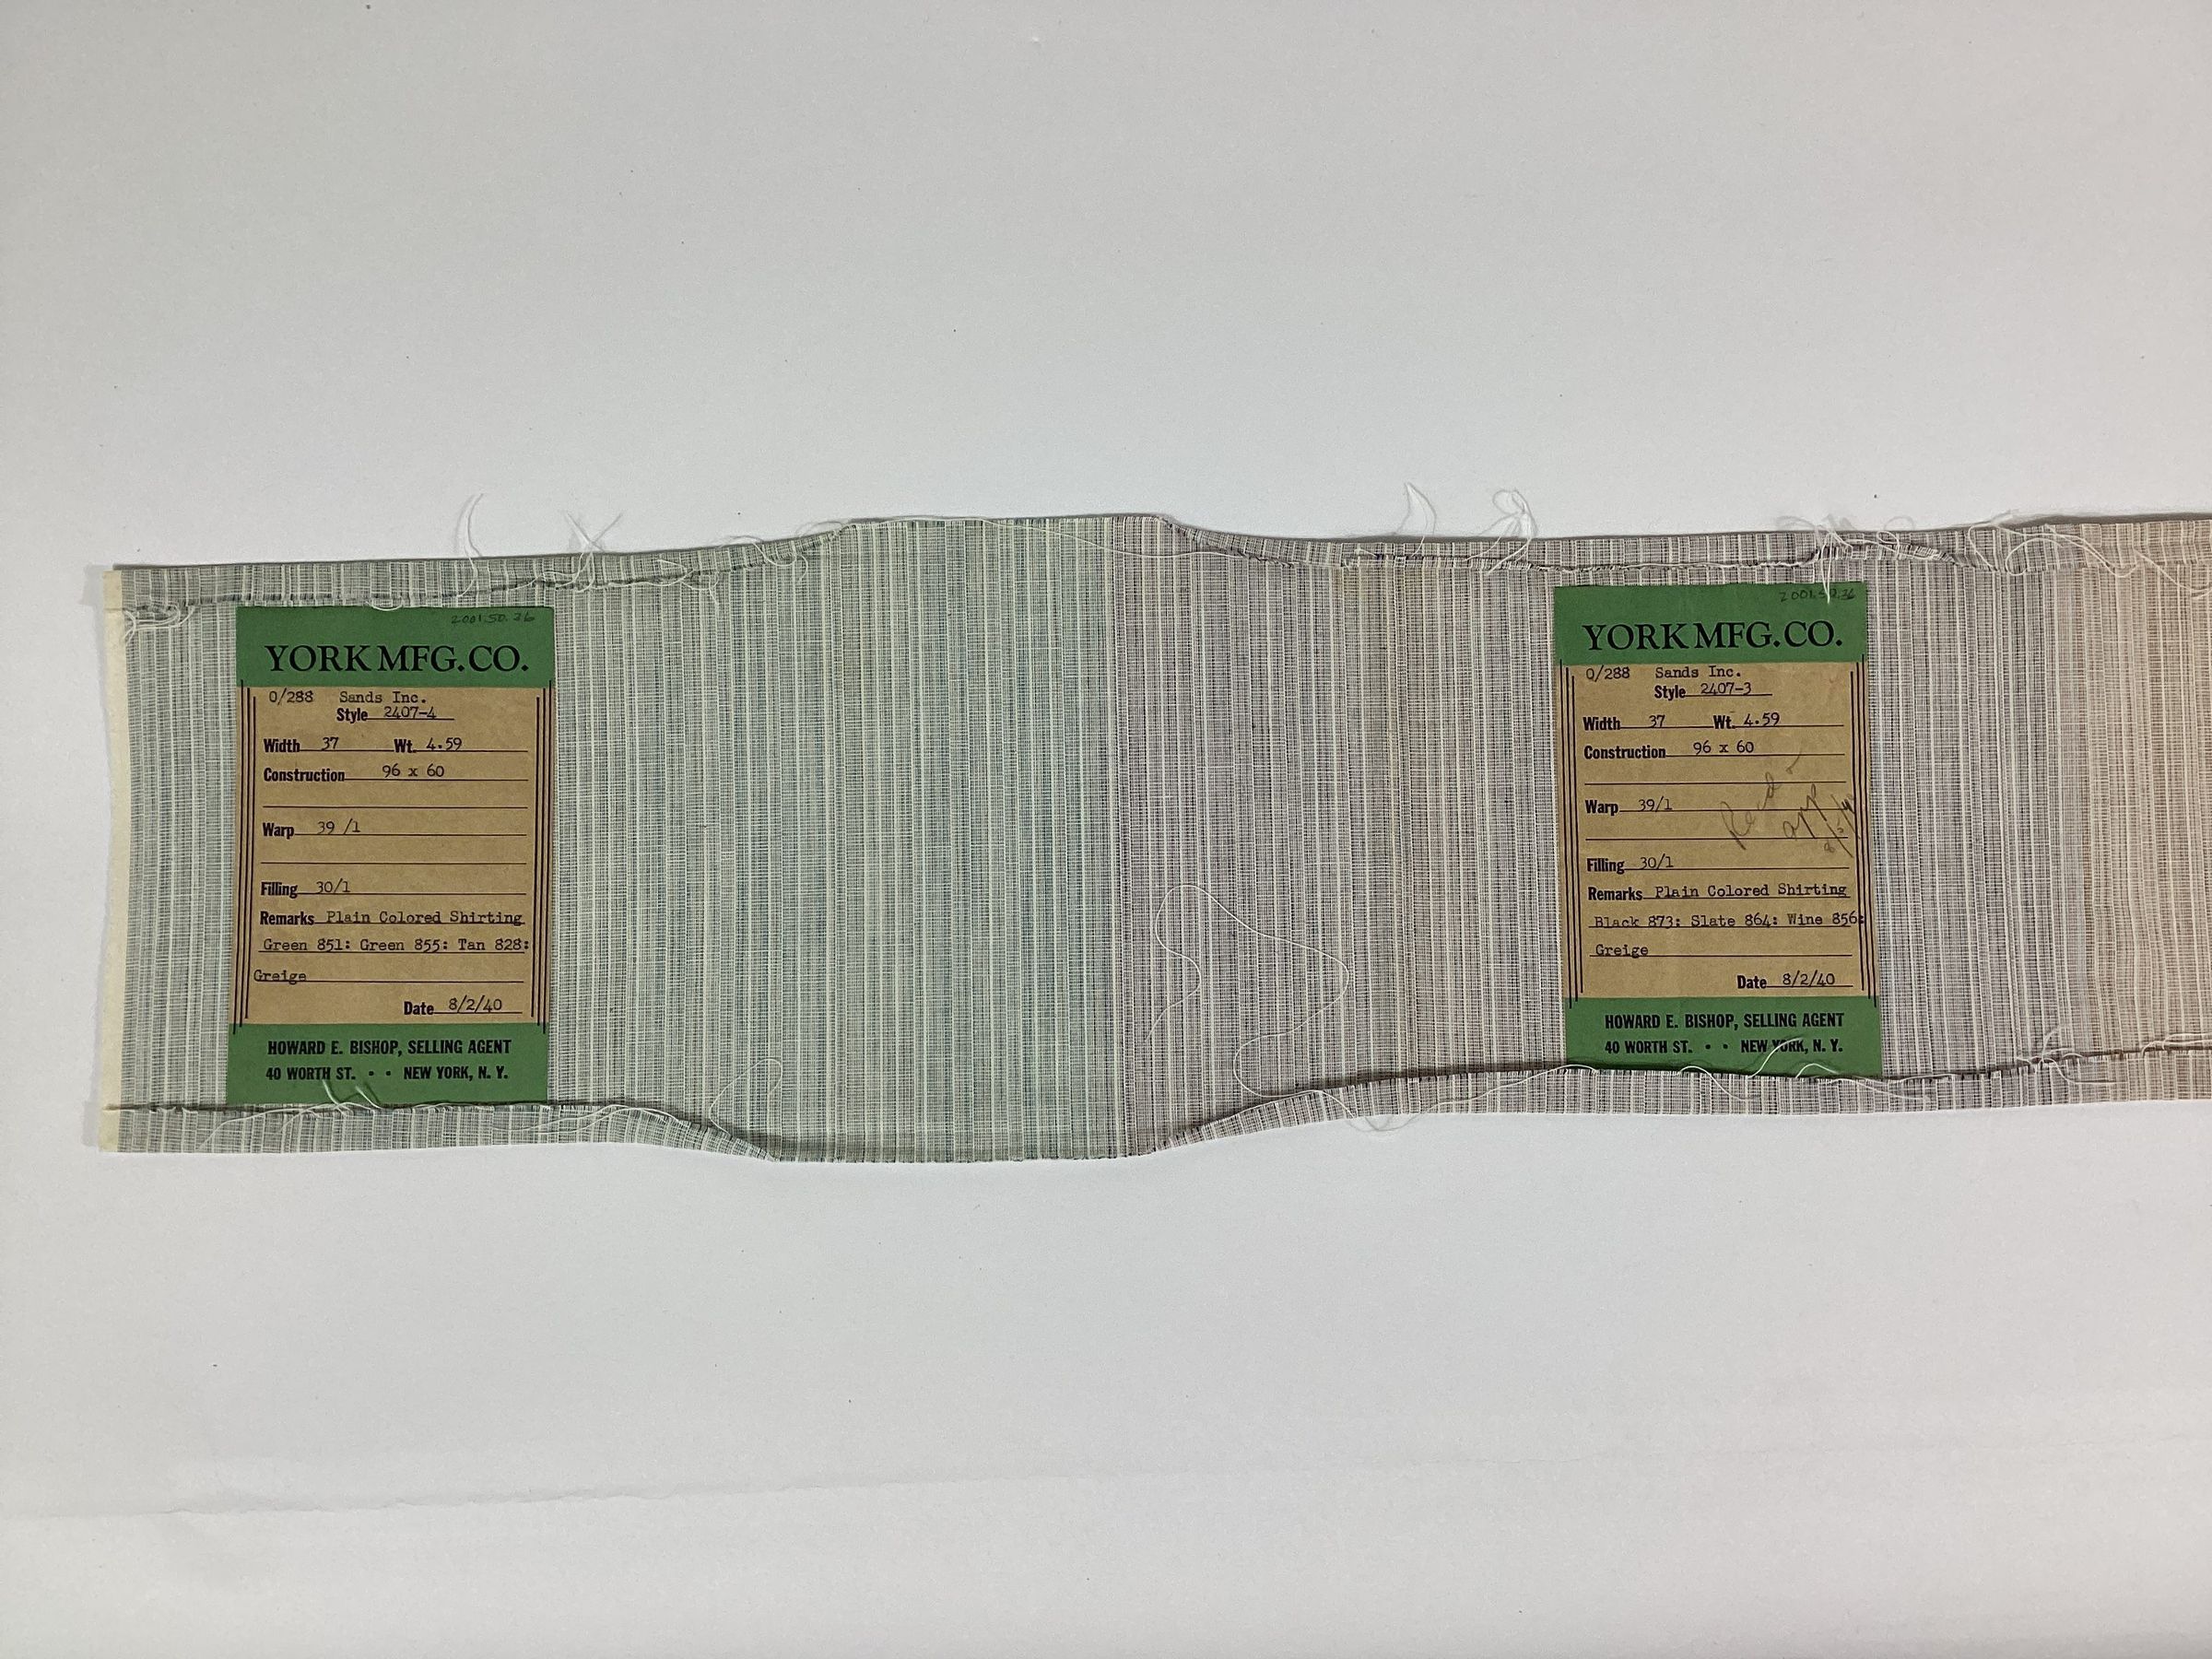 2001.50.36
YORK MFG. CO.
0/288 Sands Inc.
Style 2407-4
Width 37 Wt. 4.59
Construction 96 x 60
Warp 39 /1
Filling 30/1
Remarks Plain Colored Shirting
Green 851: Green 855: Tan 828:
Greige
Date 8/2/40
HOWARD E. BISHOP, SELLING AGENT
40 WORTH ST. • • NEW YORK, N. Y.
2001.50.36
YORK MFG. CO.
0/288 Sands Inc.
Style 2407-3
Width 37 Wt. 4.59
Construction 96 x 60
Warp 39/1
Filling 30/1
Remarks Plain Colored Shirting
Black 873: Slate 864: Wine 856:
Greige
Date 8/2/40
HOWARD E. BISHOP, SELLING AGENT
40 WORTH ST. • • NEW YORK, N. Y.